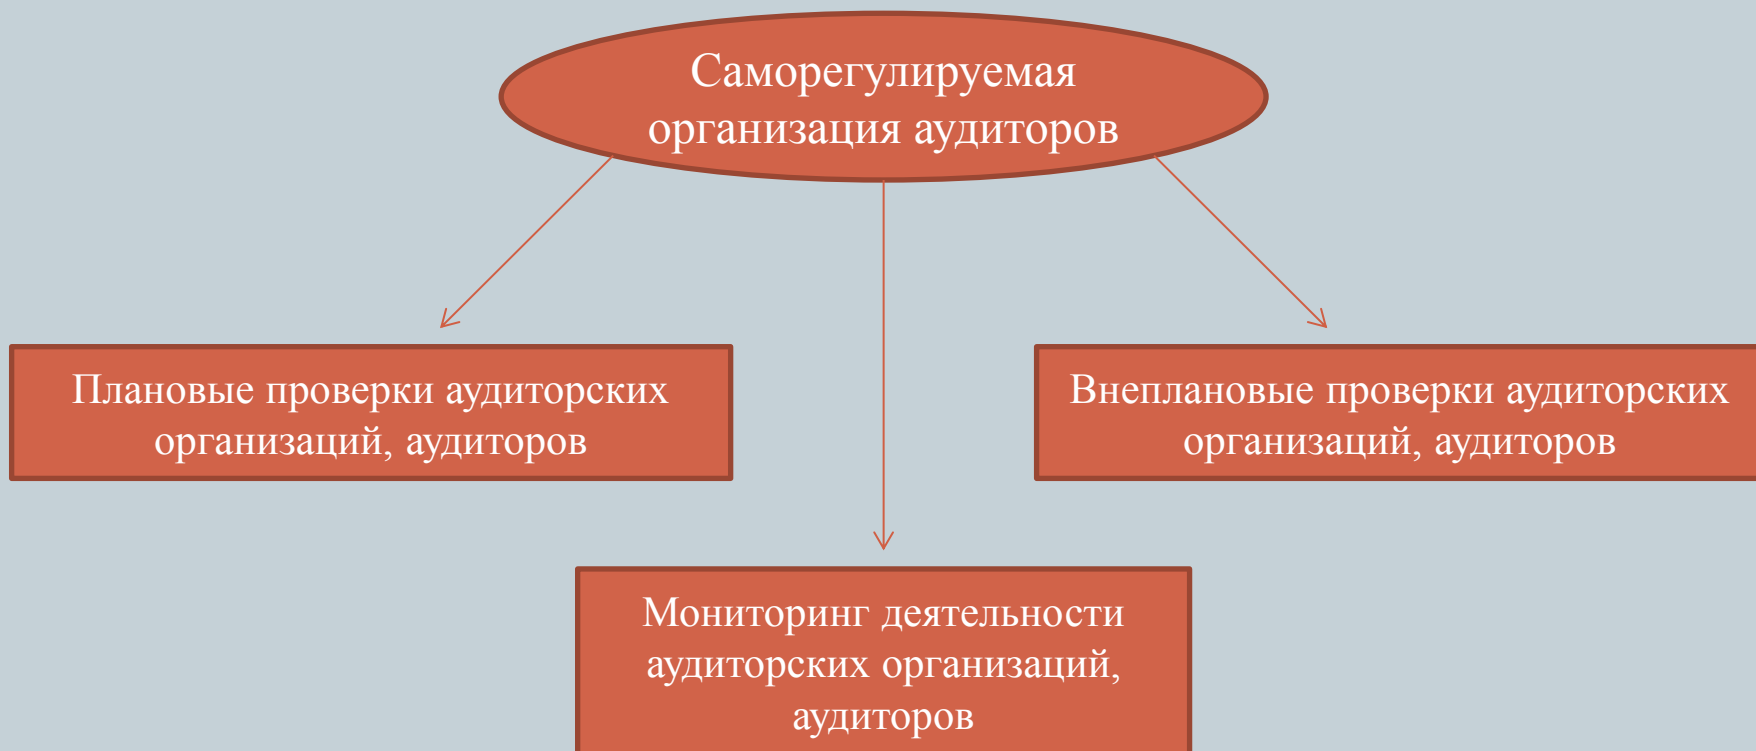 Саморегулируемая
организация аудиторов
Плановые проверки аудиторских
организаций, аудиторов
Внеплановые проверки аудиторских
организаций, аудиторов
Мониторинг деятельности
аудиторских организаций,
аудиторов